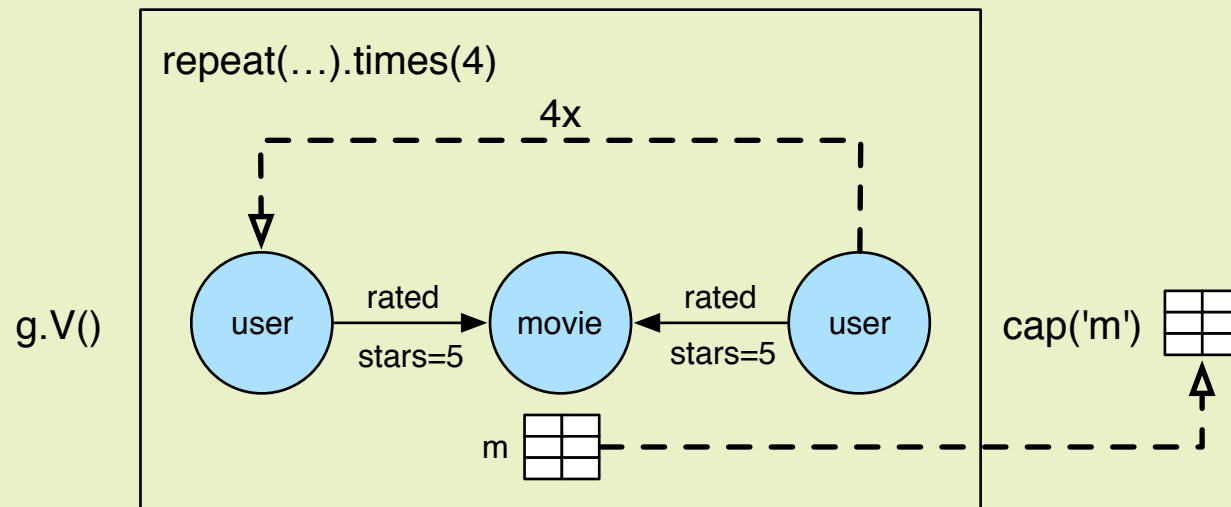 repeat(…).times(4)
4x
g.V()
user
rated
stars=5
movie
rated
stars=5
user
cap('m')
m